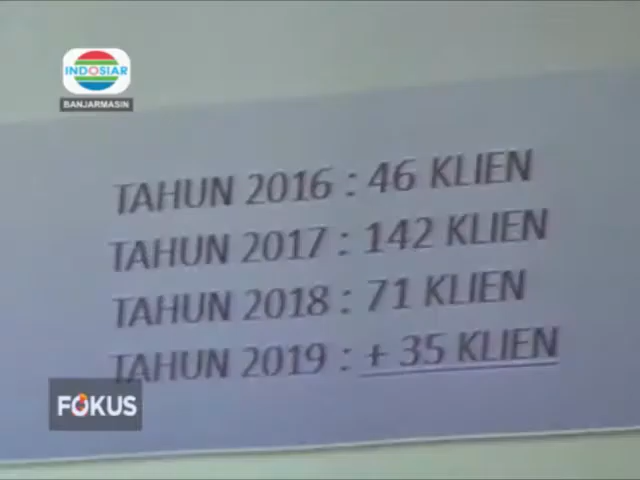 INDOSIAR
BANJARMASIN
TAHUN 2016 : 46 KLIEN
TAHUN 2017 : 142 KLIEN
TAHUN 2018 : 71 KLIEN
TAHUN 2019 : + 35 KLIEN
FOKUS